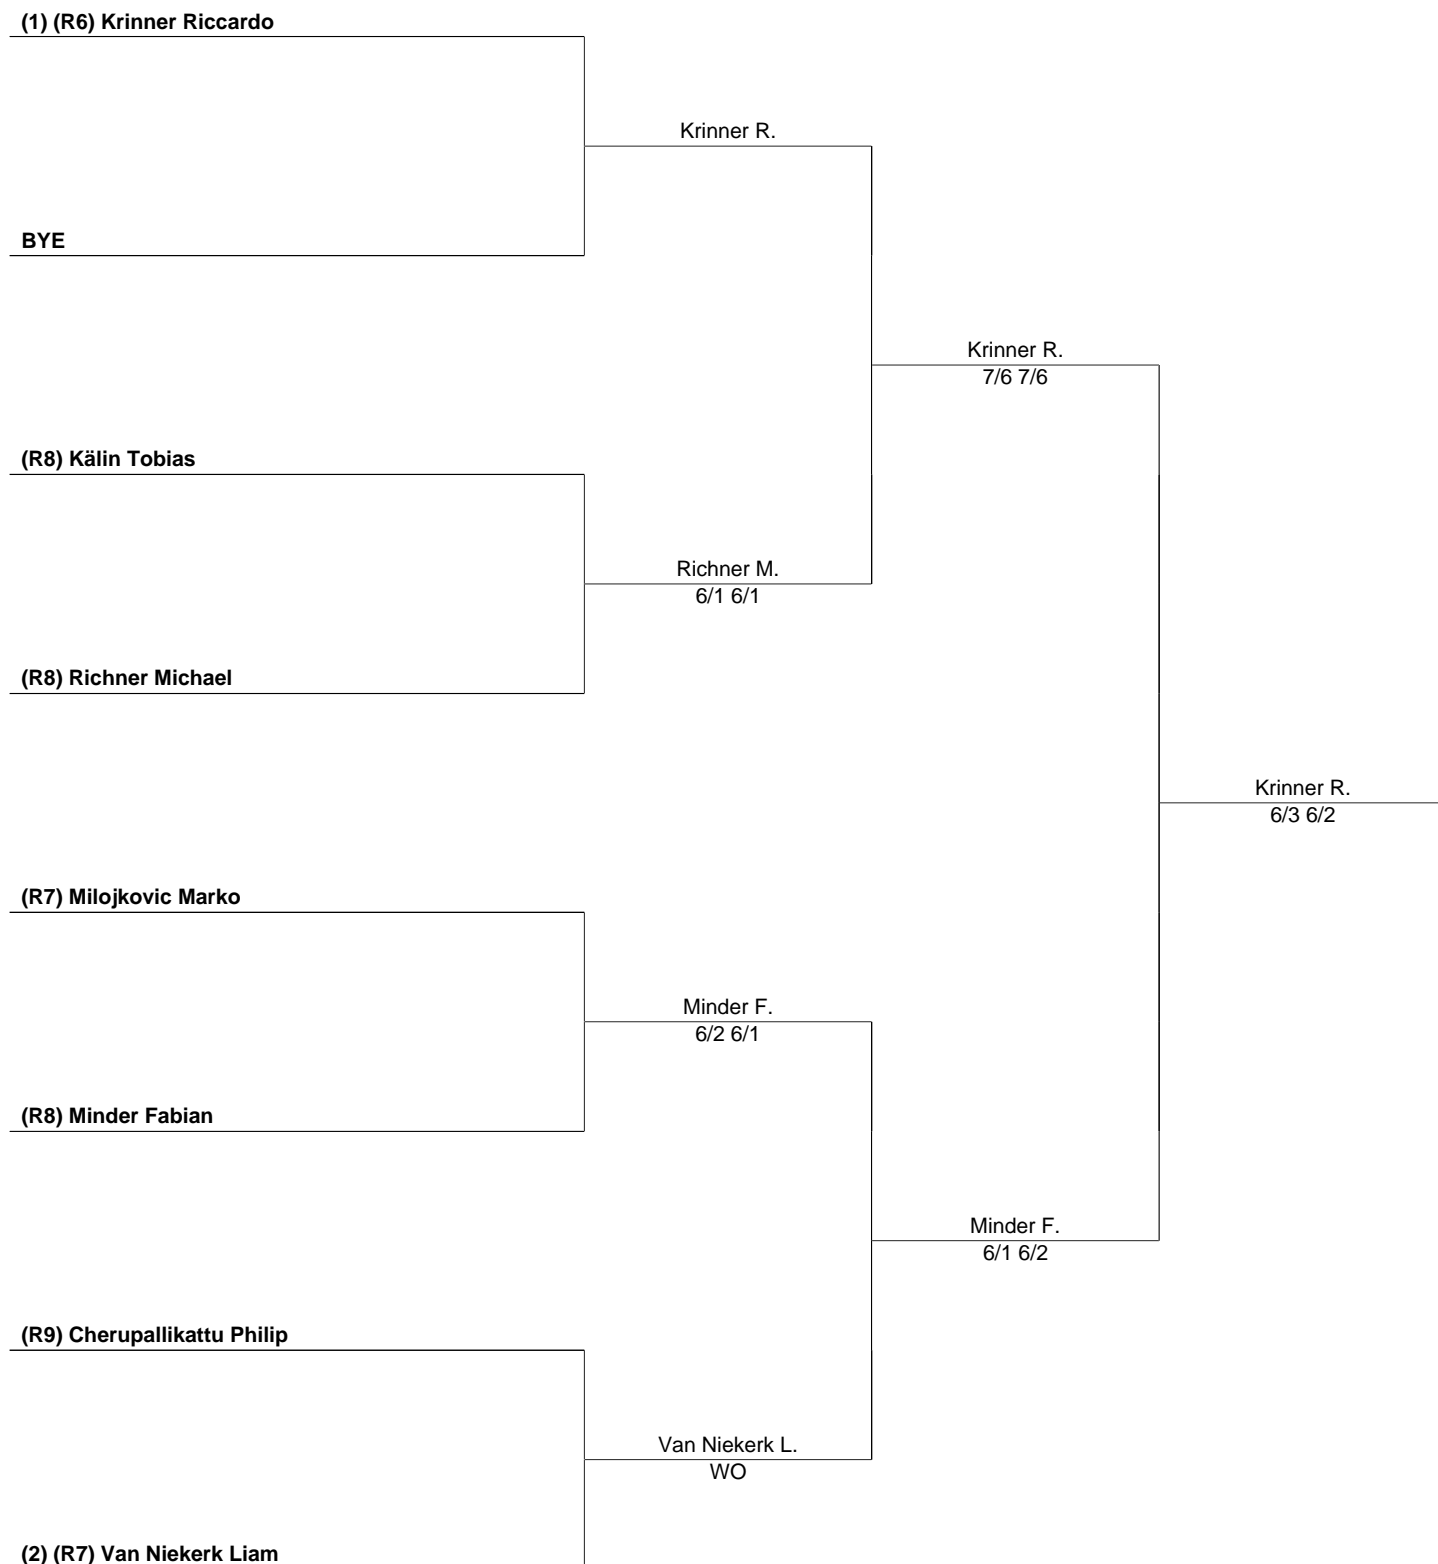 (1) (R6) Krinner Riccardo
Krinner R.
BYE
Krinner R.
7/6 7/6
(R8) Kälin Tobias
Richner M.
6/1 6/1
(R8) Richner Michael
Krinner R.
6/3 6/2
(R7) Milojkovic Marko
Minder F.
6/2 6/1
(R8) Minder Fabian
Minder F.
6/1 6/2
(R9) Cherupallikattu Philip
Van Niekerk L.
WO
(2) (R7) Van Niekerk Liam